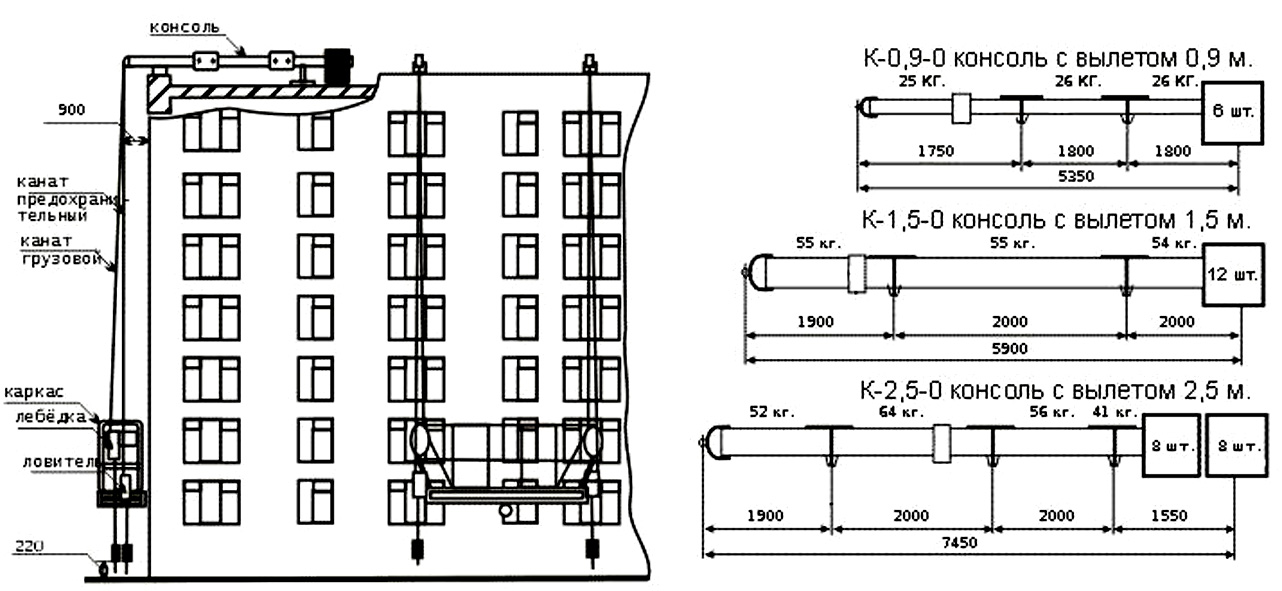 консоль
900
канат
предохрани-
тельный
канат
грузовой
каркас
лебёдка
ловитель
220
К-0,9-0 консоль с вылетом 0,9 м.
25 КГ. 26 КГ. 26 КГ.
6 шт.
1750 1800 1800
5350
К-1,5-0 консоль с вылетом 1,5 м.
55 кг. 55 кг. 54 кг.
12 шт.
1900 2000 2000
5900
К-2,5-0 консоль с вылетом 2,5 м.
52 кг. 64 кг. 56 кг. 41 кг.
8 шт. 8 шт.
1900 2000 2000 1550
7450